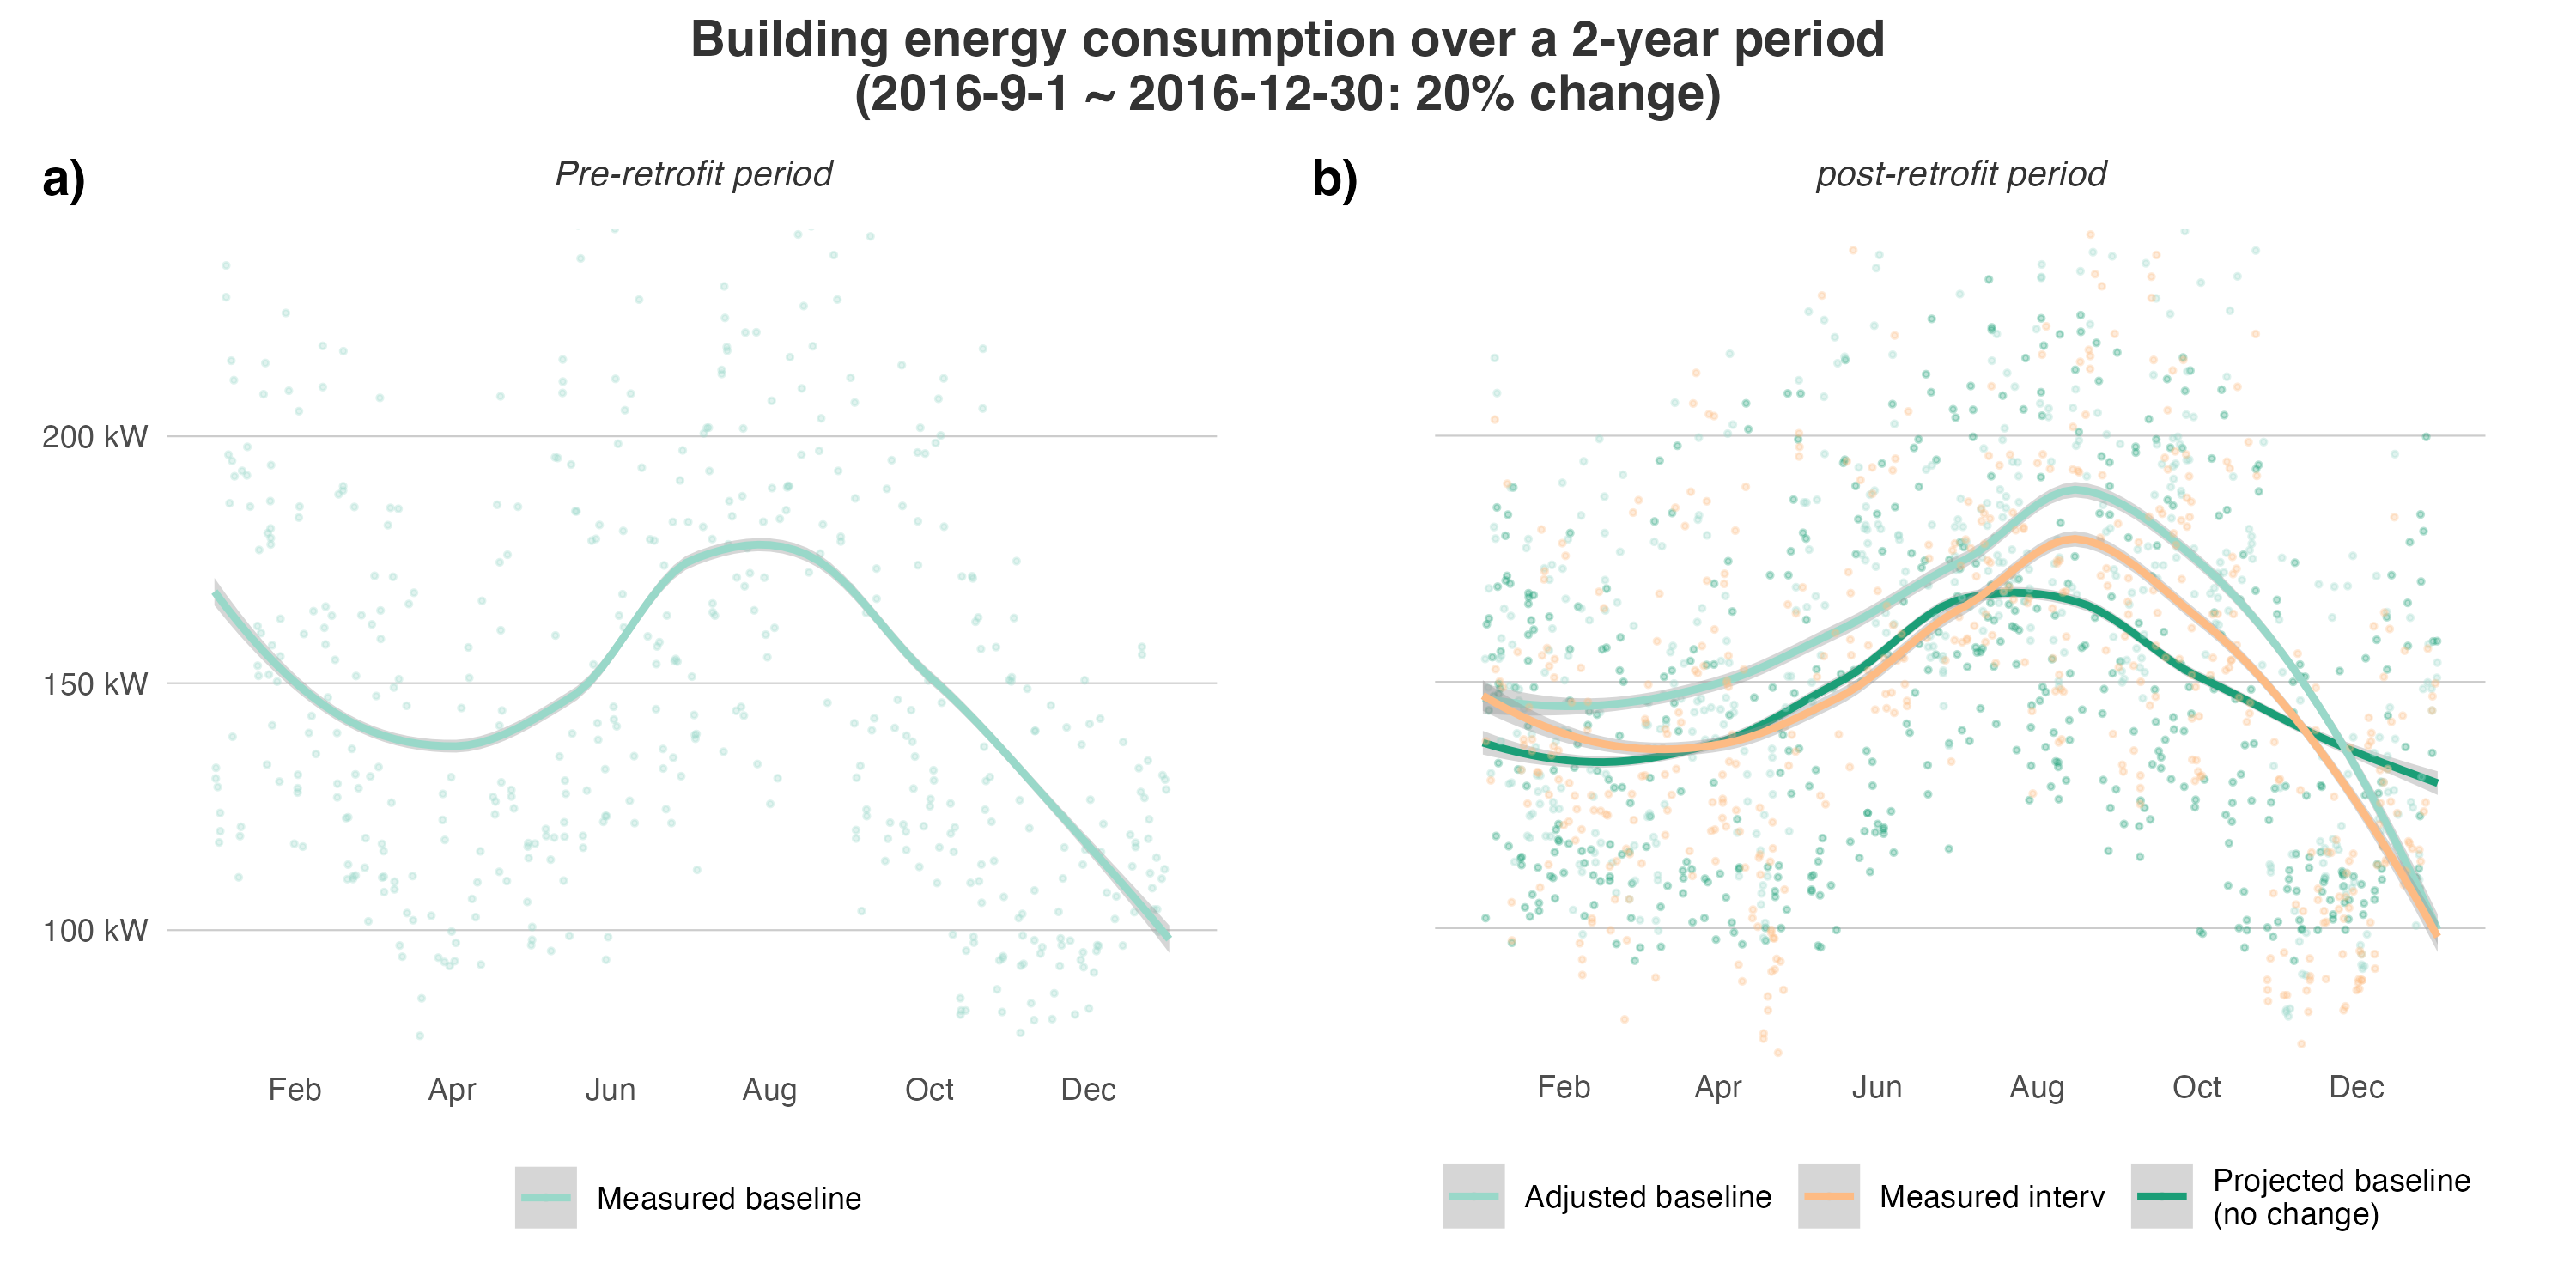 Building energy consumption over a 2-year period
(2016-9-1 ~ 2016-12-30: 20% change)
a)
Pre-retrofit period
200 kW
150 kW
100 kW
Feb Apr Jun Aug Oct Dec
Measured baseline
b)
post-retrofit period
Feb Apr Jun Aug Oct Dec
Adjusted baseline
Measured interv
Projected baseline
(no change)